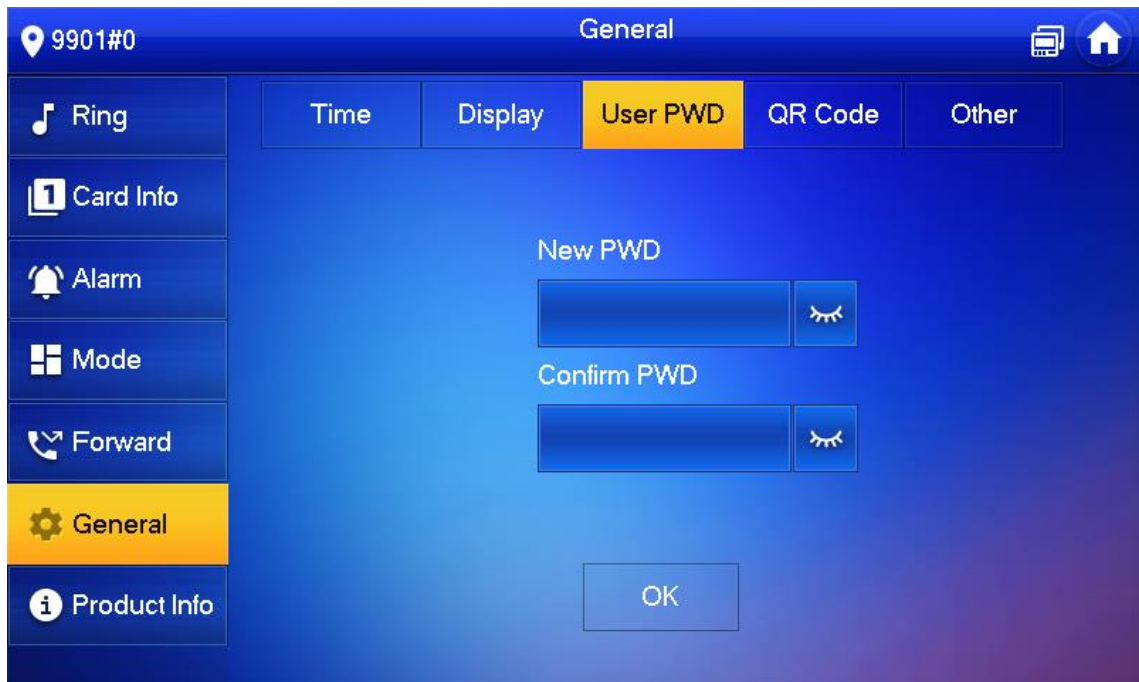 9901#0
General
Ring
Card Info
Alarm
Mode
Forward
General
Product Info
Time
Display
User PWD
QR Code
Other
New PWD
Confirm PWD
OK